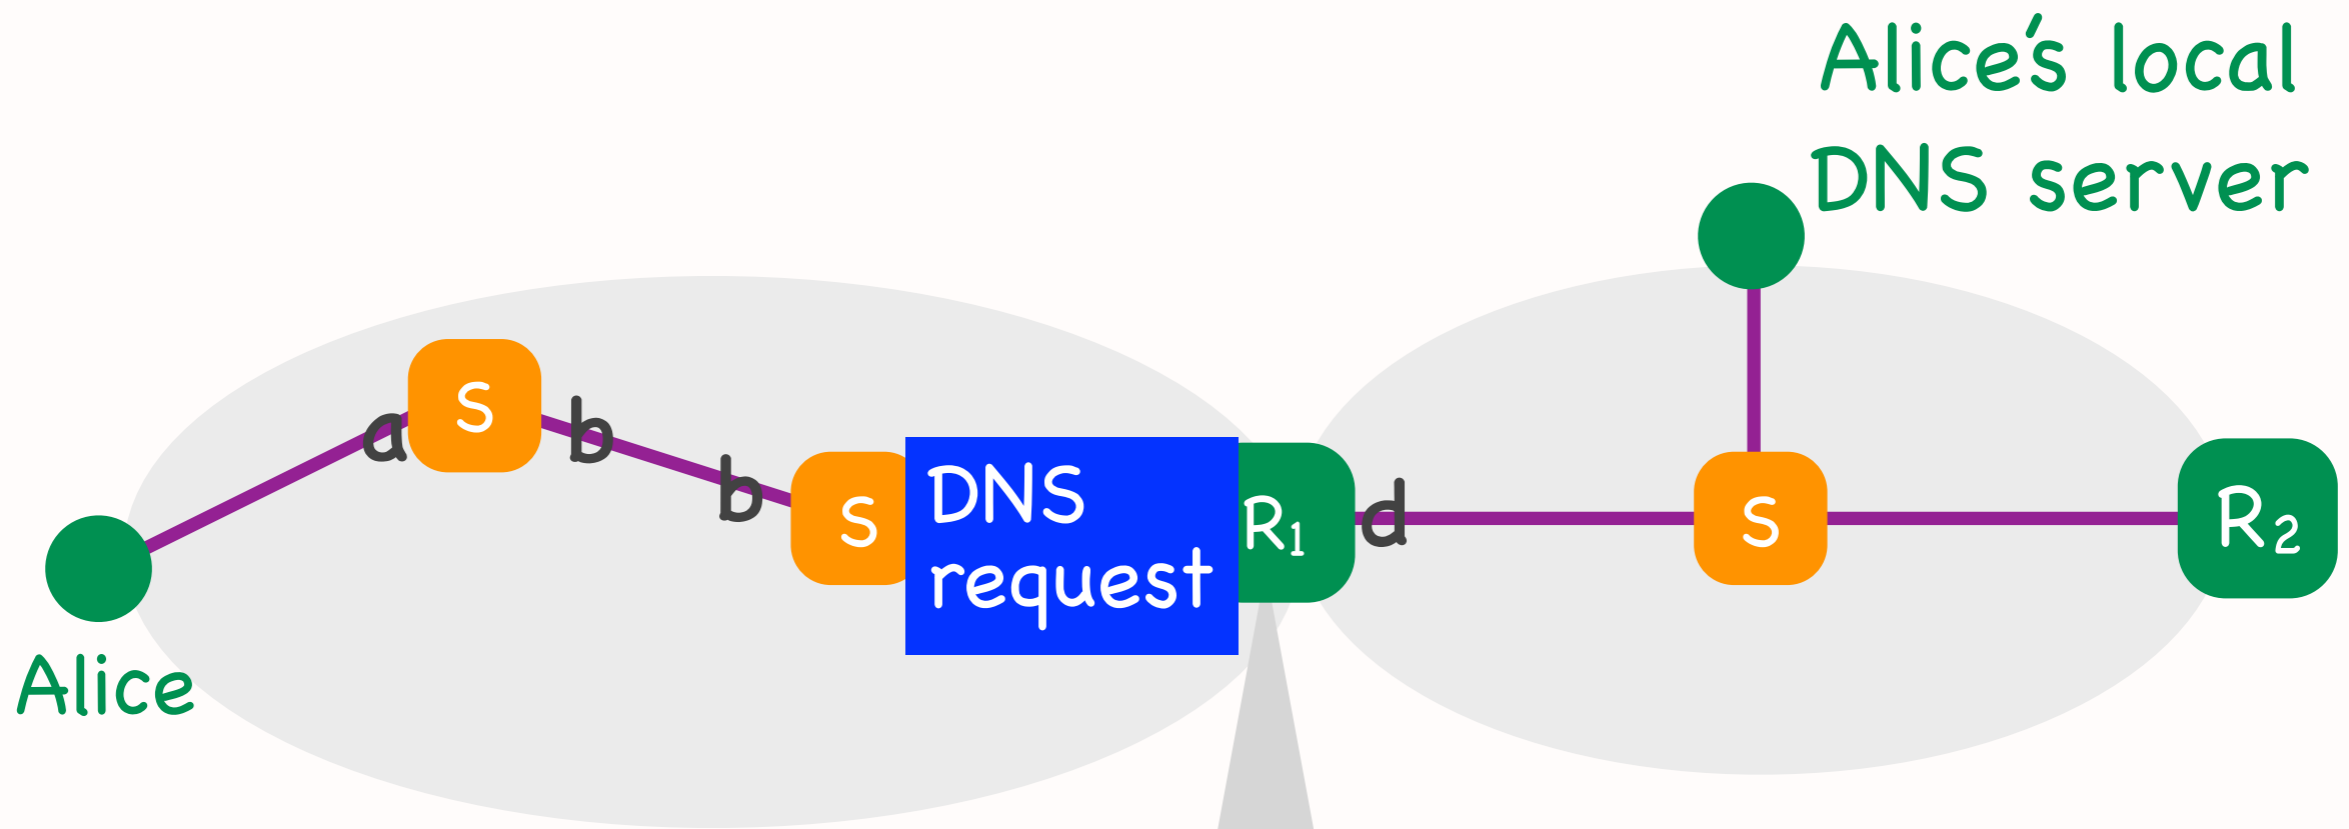 Alice's local
DNS server
S
a
b
b
S
DNS
request
R1
d
S
R2
Alice